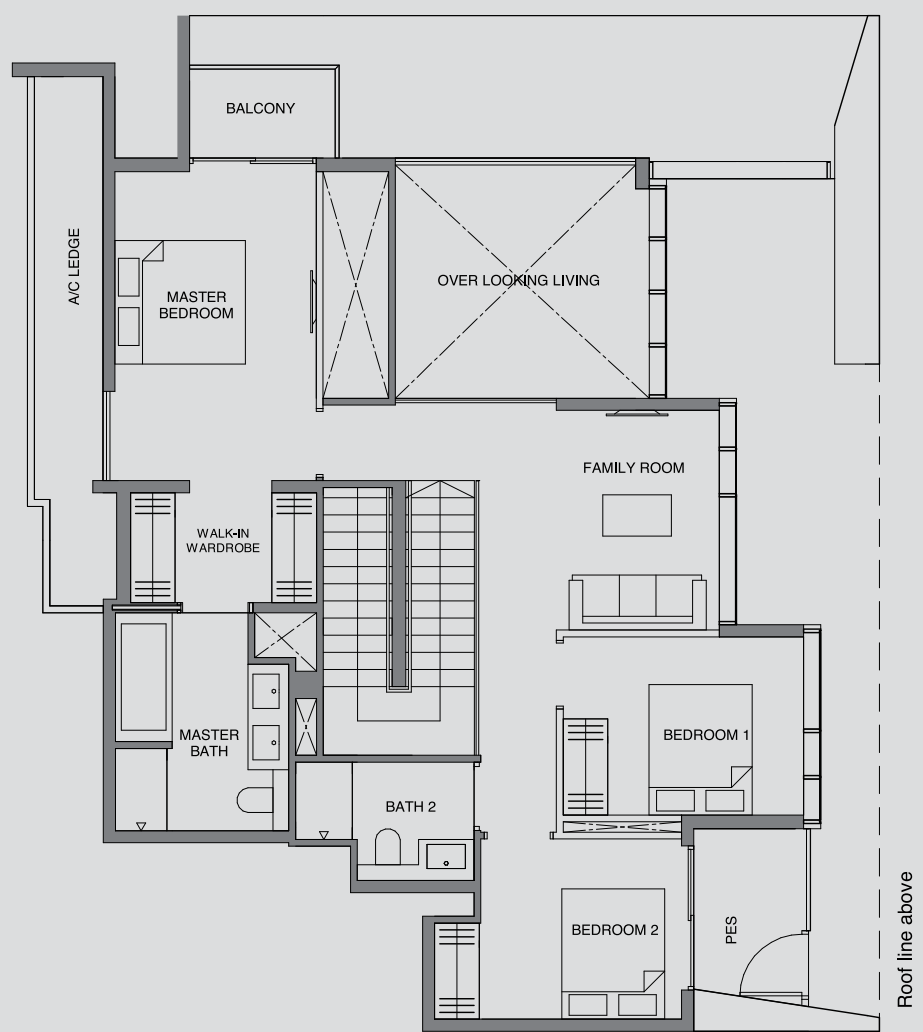 BALCONY
A/C LEDGE
MASTER
BEDROOM
OVER LOOKING LIVING
FAMILY ROOM
WALK-IN
WARDROBE
MASTER
BATH
BEDROOM 1
BATH 2
BEDROOM 2
PES
Roof line above